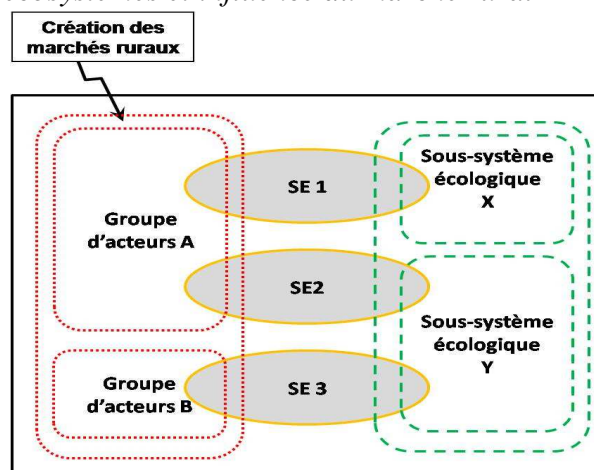 Création des
marchés ruraux
Groupe
d'acteurs A
SE 1
Sous-système
écologique
X
SE2
Sous-système
écologique
Y
Groupe
d'acteurs B
SE 3